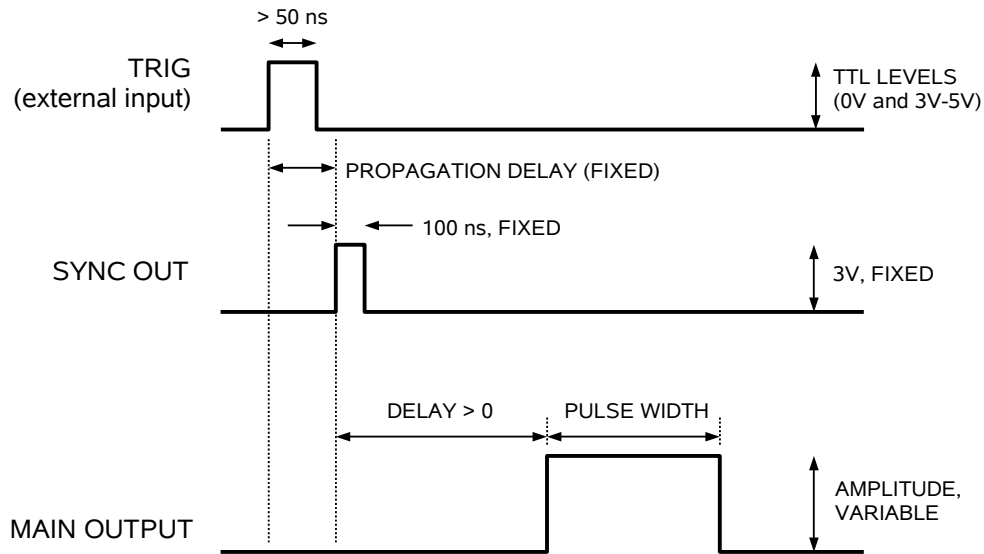 > 50 ns
TRIG
(external input)
TTL LEVELS
(0V and 3V-5V)
PROPAGATION DELAY (FIXED)
100 ns, FIXED
SYNC OUT
3V, FIXED
DELAY > 0
PULSE WIDTH
AMPLITUDE,
VARIABLE
MAIN OUTPUT